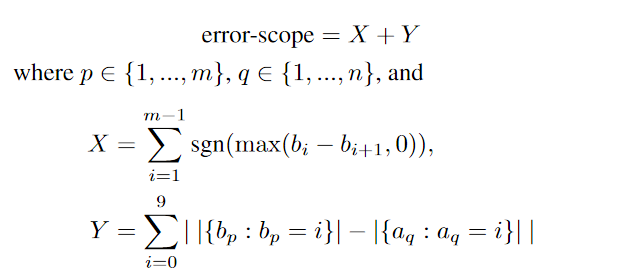 error-scope = X + Y
where p ∈ {1, ..., m}, q ∈ {1, ..., n}, and
X = ∑_{i=1}^{m−1} sgn(max(b_i − b_{i+1}, 0)),
Y = ∑_{i=0}^{9} | |{b_p : b_p = i}| − |{a_q : a_q = i}| |